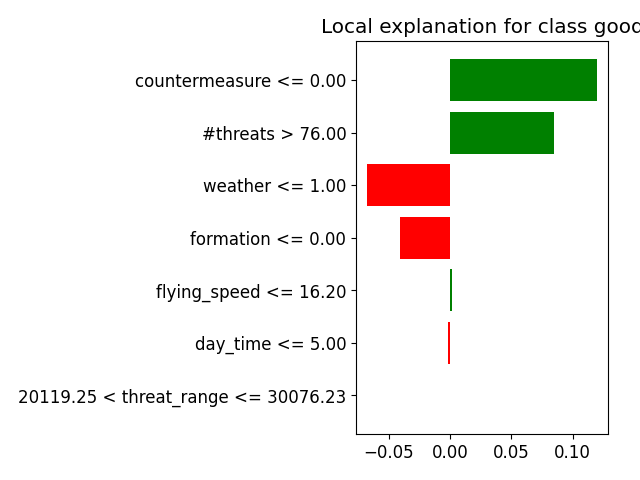 Local explanation for class good
countermeasure <= 0.00
#threats > 76.00
weather <= 1.00
formation <= 0.00
flying_speed <= 16.20
day_time <= 5.00
20119.25 < threat_range <= 30076.23
−0.05 0.00 0.05 0.10